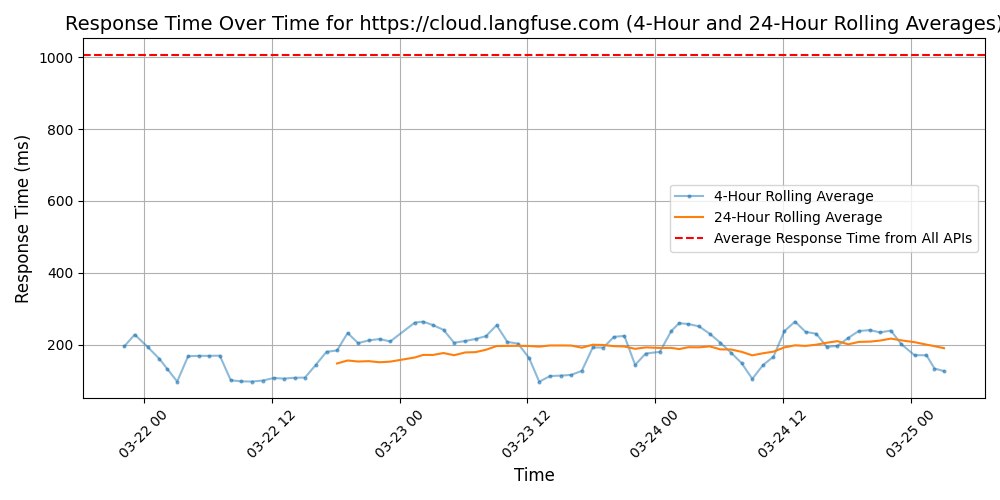 Response Time Over Time for https://cloud.langfuse.com (4-Hour and 24-Hour Rolling Averages)
Response Time (ms)
1000
800
600
400
200
4-Hour Rolling Average
24-Hour Rolling Average
Average Response Time from All APIs
03-22 00
03-22 12
03-23 00
03-23 12
03-24 00
03-24 12
03-25 00
Time